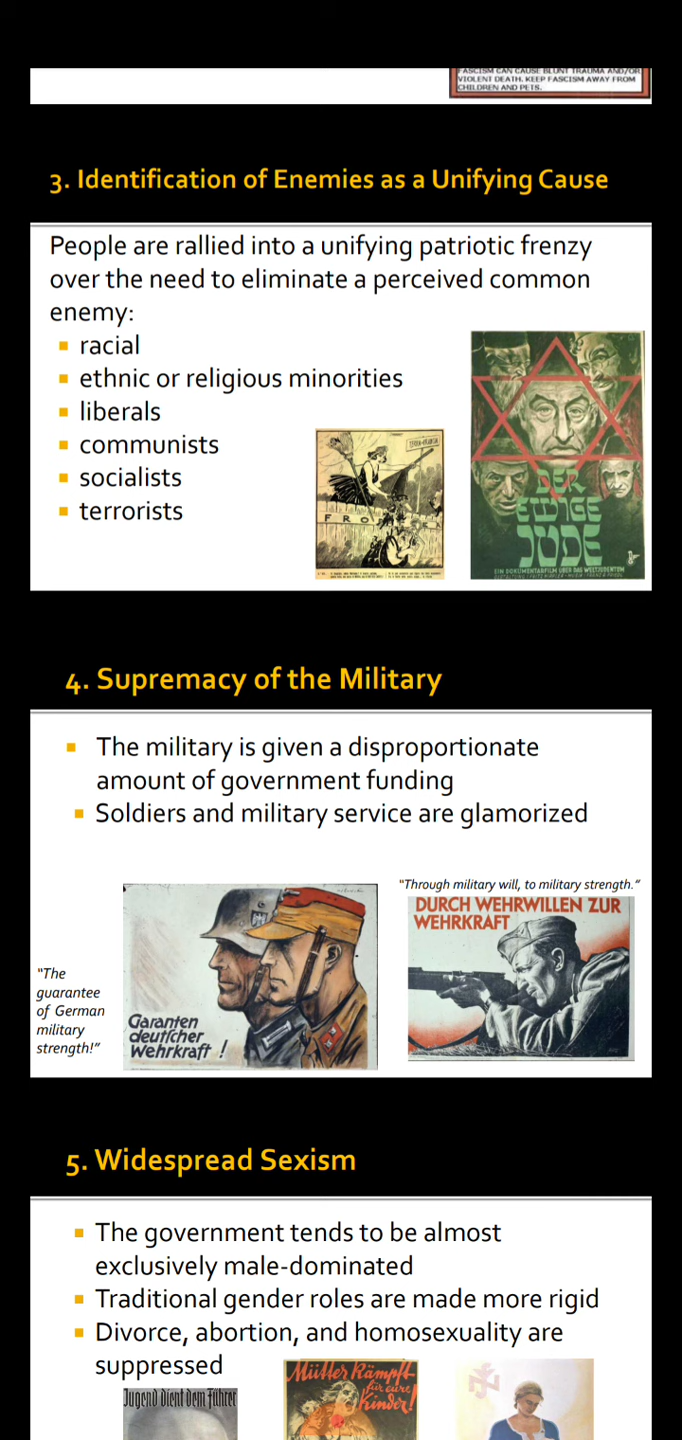 FASCISM CAN CAUSE BLUNT TRAUMA AND/OR
VIOLENT DEATH. KEEP FASCISM AWAY FROM
CHILDREN AND PETS.
3. Identification of Enemies as a Unifying Cause
People are rallied into a unifying patriotic frenzy
over the need to eliminate a perceived common
enemy:
racial
ethnic or religious minorities
liberals
communists
socialists
terrorists
FRO
DER
EWIGE
JUDE
EIN DOKUMENTARFILM ÜBER DAS WELTJUDENTUM
4. Supremacy of the Military
The military is given a disproportionate
amount of government funding
Soldiers and military service are glamorized
"Through military will, to military strength."
DURCH WEHRWILLEN ZUR
WEHRKRAFT
"The
guarantee
of German
military
strength!"
Garanten
deutscher
Wehrkraft !
5. Widespread Sexism
The government tends to be almost
exclusively male-dominated
Traditional gender roles are made more rigid
Divorce, abortion, and homosexuality are
suppressed
Jugend dient dem Führer
Mütter kämpft
für eure
Kinder!